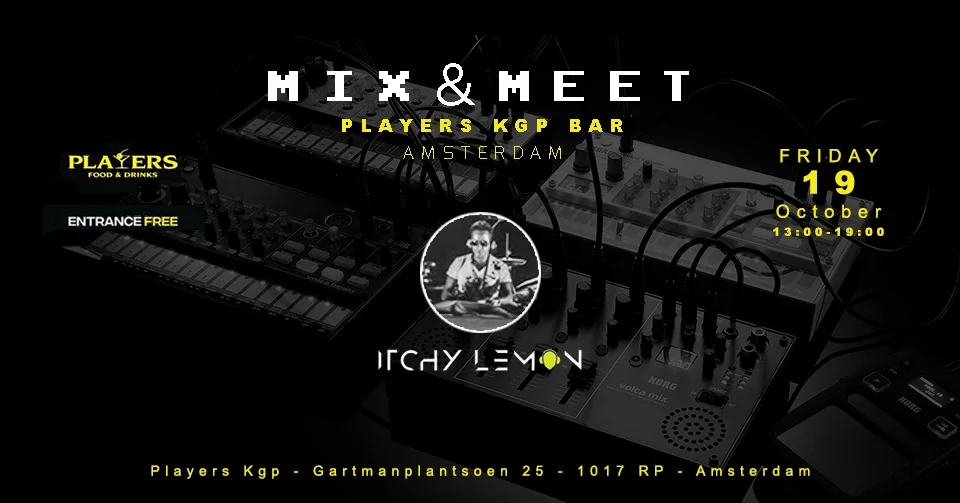 MIX & MEET
PLAYERS KGP BAR
AMSTERDAM
PLAYERS
FOOD & DRINKS
ENTRANCE FREE
FRIDAY
19
October
13:00-19:00
ITCHY LEMON
KORG
volca mix
KORG
Players Kgp - Gartmanplantsoen 25 - 1017 RP - Amsterdam